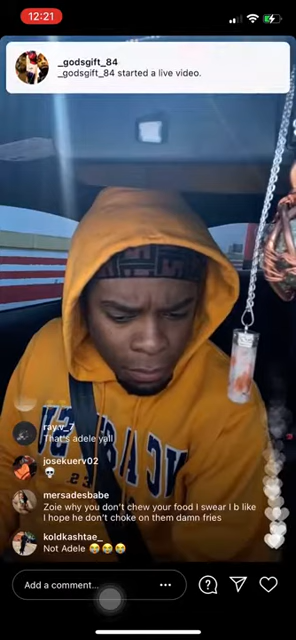 12:21
_godsgift_84
_godsgift_84 started a live video.
ray.v_7
That's adele yall
josekuerv02
💀
mersadesbabe
Zoie why you don't chew your food I swear I b like
I hope he don't choke on them damn fries
koldkashtae_
Not Adele 😂😂😂
Add a comment...